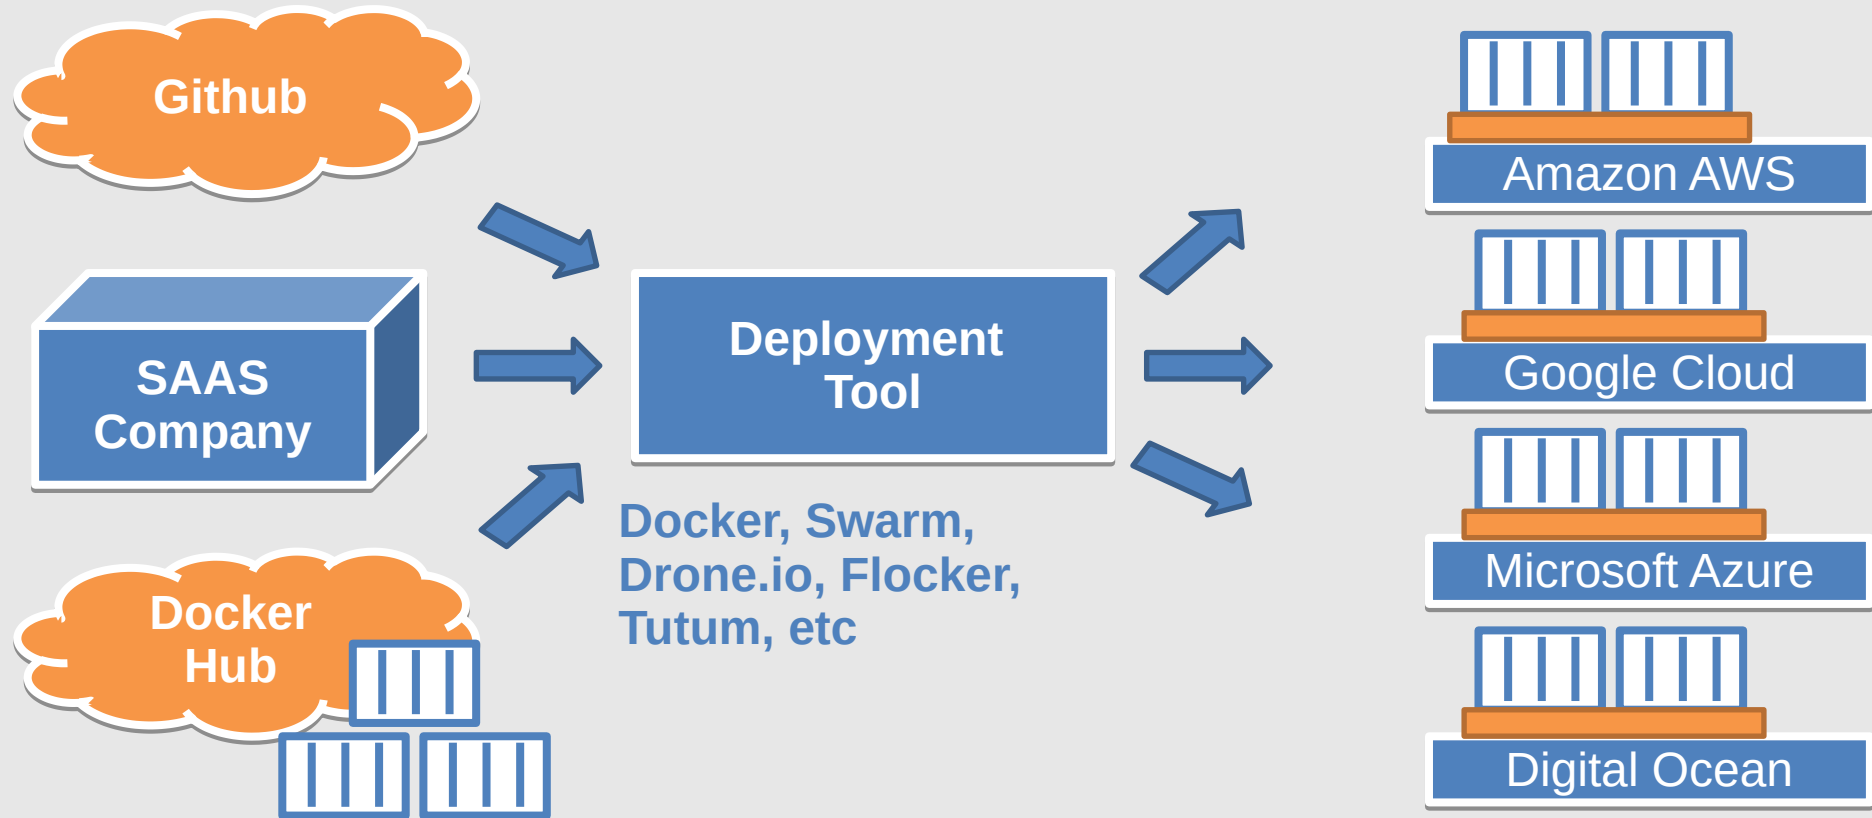 Github
SAAS
Company
Docker
Hub
Deployment
Tool
Docker, Swarm,
Drone.io, Flocker,
Tutum, etc
Amazon AWS
Google Cloud
Microsoft Azure
Digital Ocean